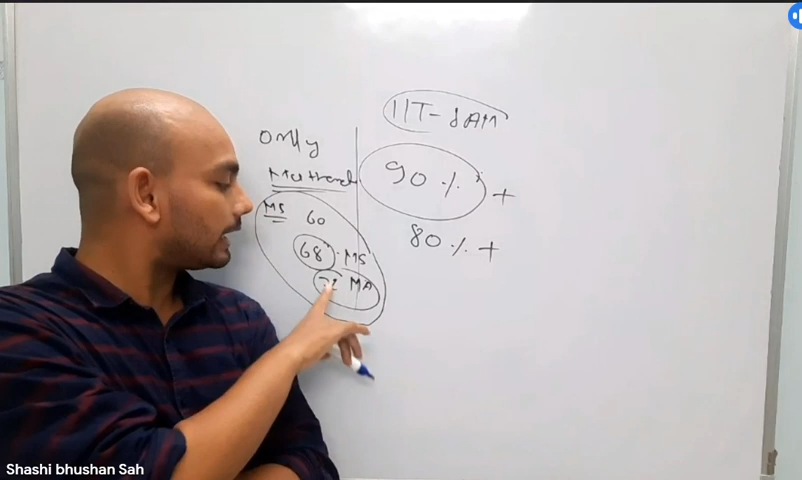 only
Method
MS 60
68 . MS
MA
IIT - JAM
90 % +
80 % +
Shashi bhushan Sah